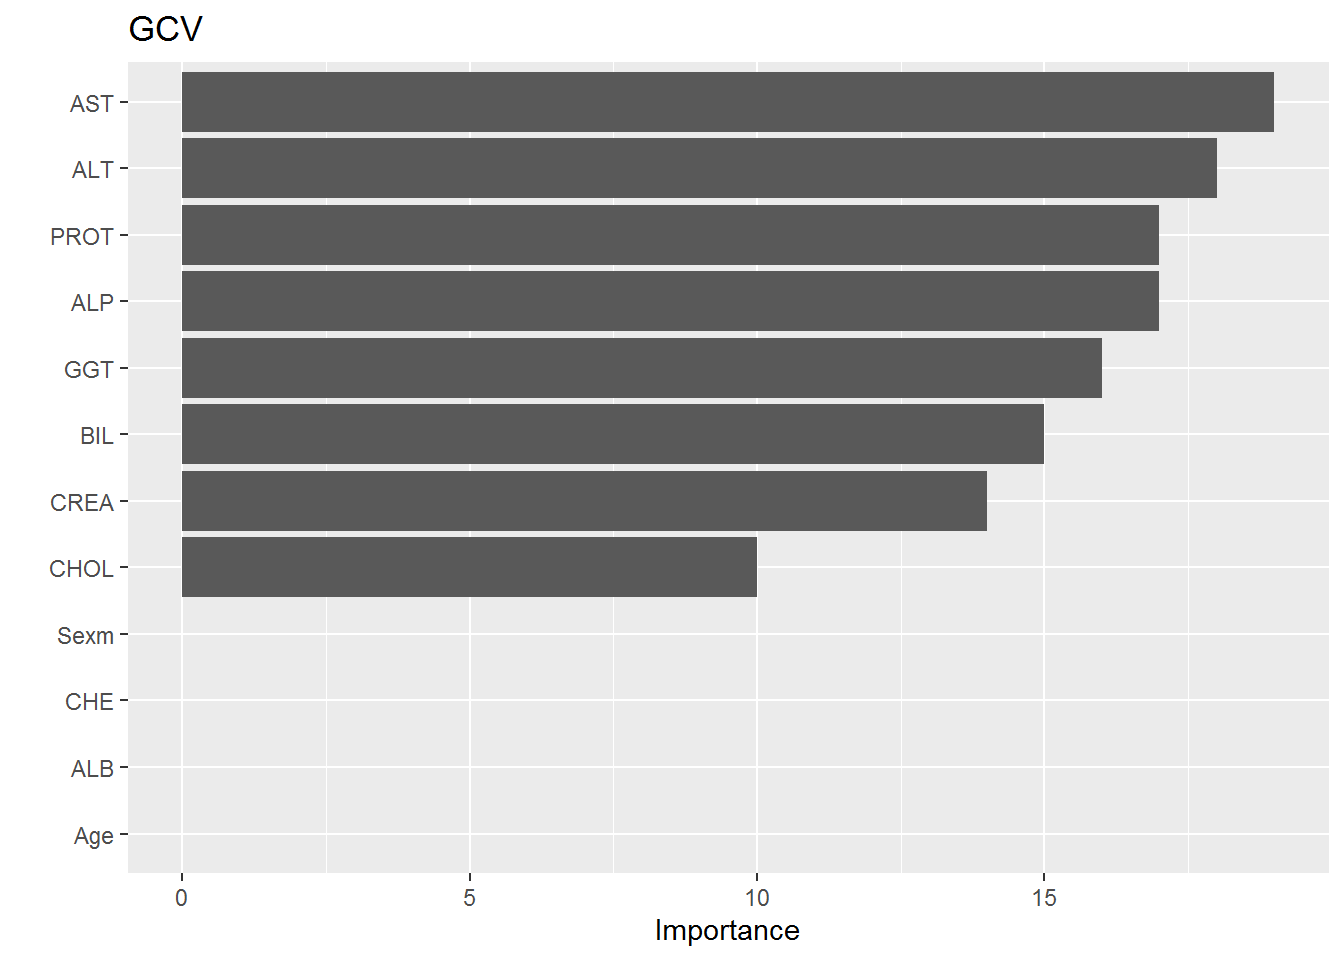 GCV
AST
ALT
PROT
ALP
GGT
BIL
CREA
CHOL
Sexm
CHE
ALB
Age
0 5 10 15
Importance